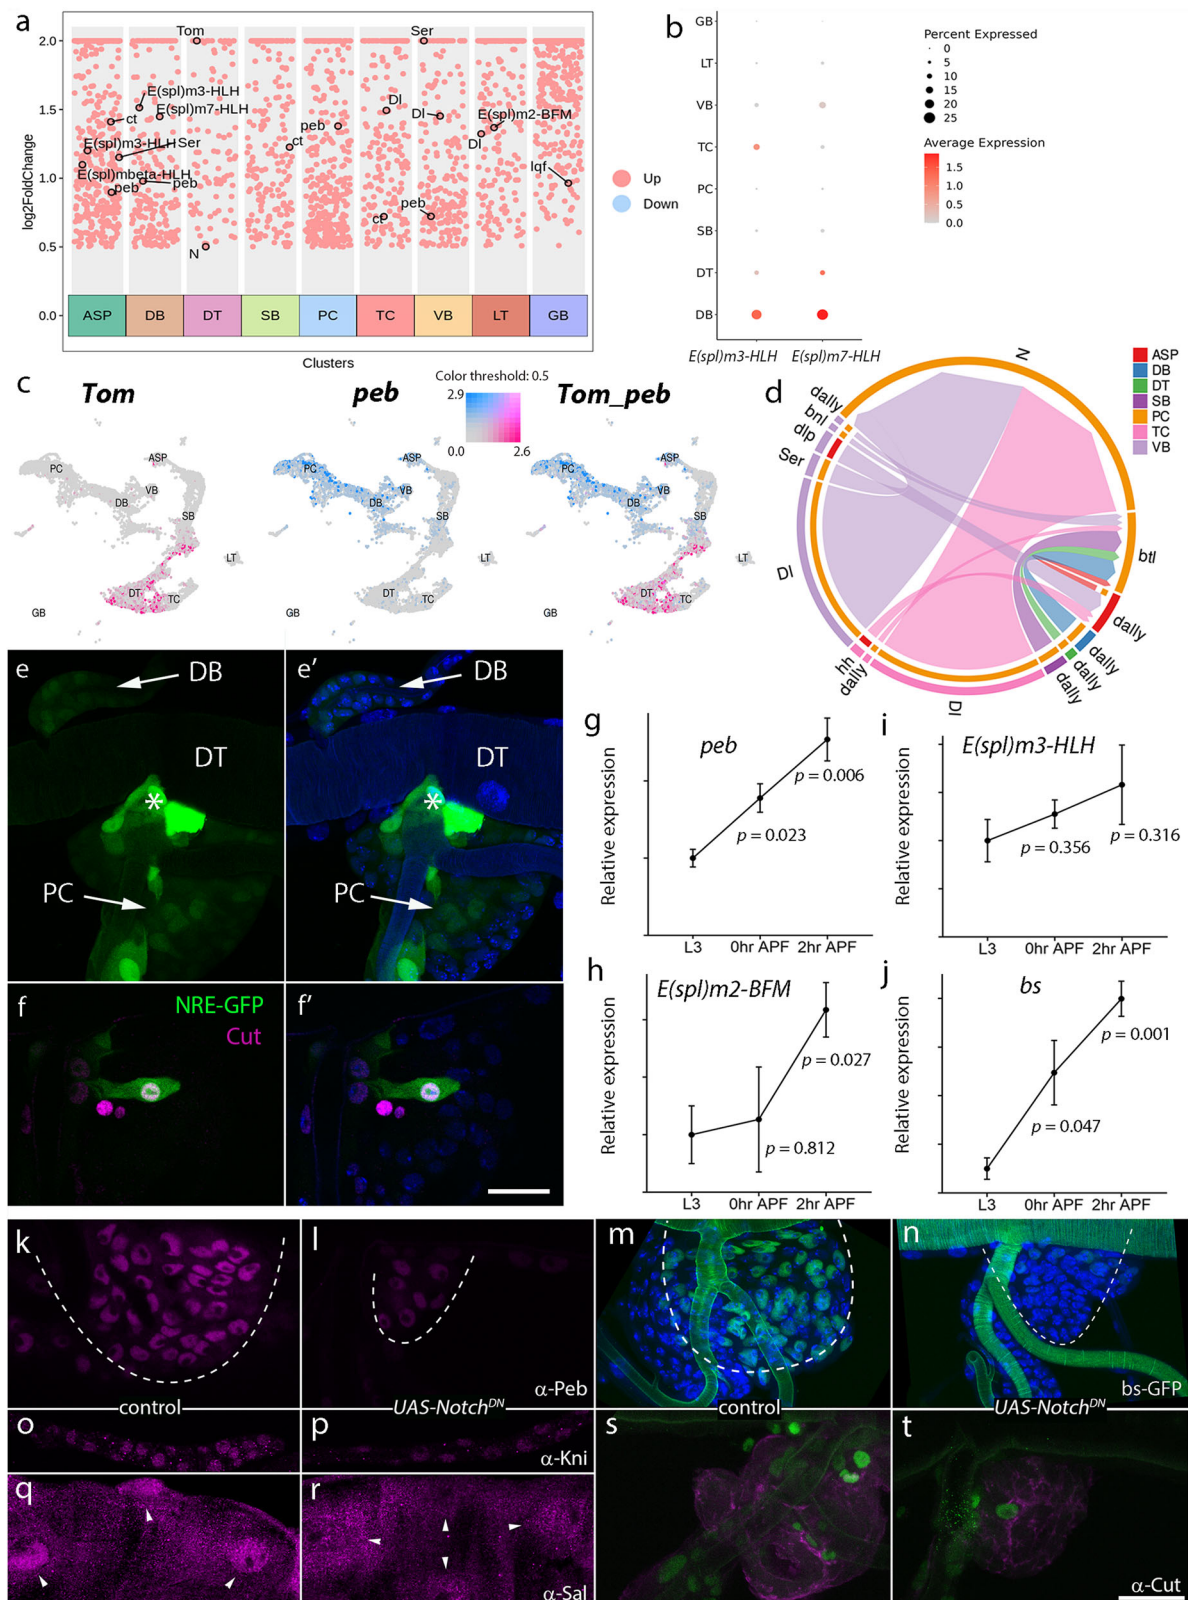 a
log2FoldChange
2.0
1.5
1.0
0.5
0.0
Tom
Ser
E(spl)m3-HLH
E(spl)m7-HLH
ct
Dl
Dl
E(spl)m2-BFM
peb
Dl
E(spl)m3-HLH
Ser
ct
lqf
E(spl)mbeta-HLH
peb
peb
ct
peb
N
ASP DB DT SB PC TC VB LT GB
Clusters
Up
Down
b
GB
LT
VB
TC
PC
SB
DT
DB
E(spl)m3-HLH E(spl)m7-HLH
Percent Expressed
0
5
10
15
20
25
Average Expression
1.5
1.0
0.5
0.0
c
Tom
peb
Tom_peb
Color threshold: 0.5
2.9
0.0
2.6
PC
ASP
VB
DB
SB
LT
DT
TC
GB
ASP
PC
VB
DB
SB
LT
DT
TC
GB
ASP
PC
VB
DB
SB
LT
DT
TC
GB
d
N
dally
bnl
dlp
Ser
Dl
hh
dally
Dl
dally
dally
dally
dally
btl
ASP
DB
DT
SB
PC
TC
VB
e
DB
DT
*
PC
e'
DB
*
PC
f
NRE-GFP
Cut
f'
g
peb
Relative expression
p = 0.023
p = 0.006
L3 0hr APF 2hr APF
i
E(spl)m3-HLH
Relative expression
p = 0.356
p = 0.316
L3 0hr APF 2hr APF
h
E(spl)m2-BFM
Relative expression
p = 0.027
p = 0.812
L3 0hr APF 2hr APF
j
bs
Relative expression
p = 0.001
p = 0.047
L3 0hr APF 2hr APF
k
l
α-Peb
m
n
bs-GFP
control
UAS-NotchDN
control
UAS-NotchDN
o
p
α-Kni
q
r
α-Sal
s
t
α-Cut